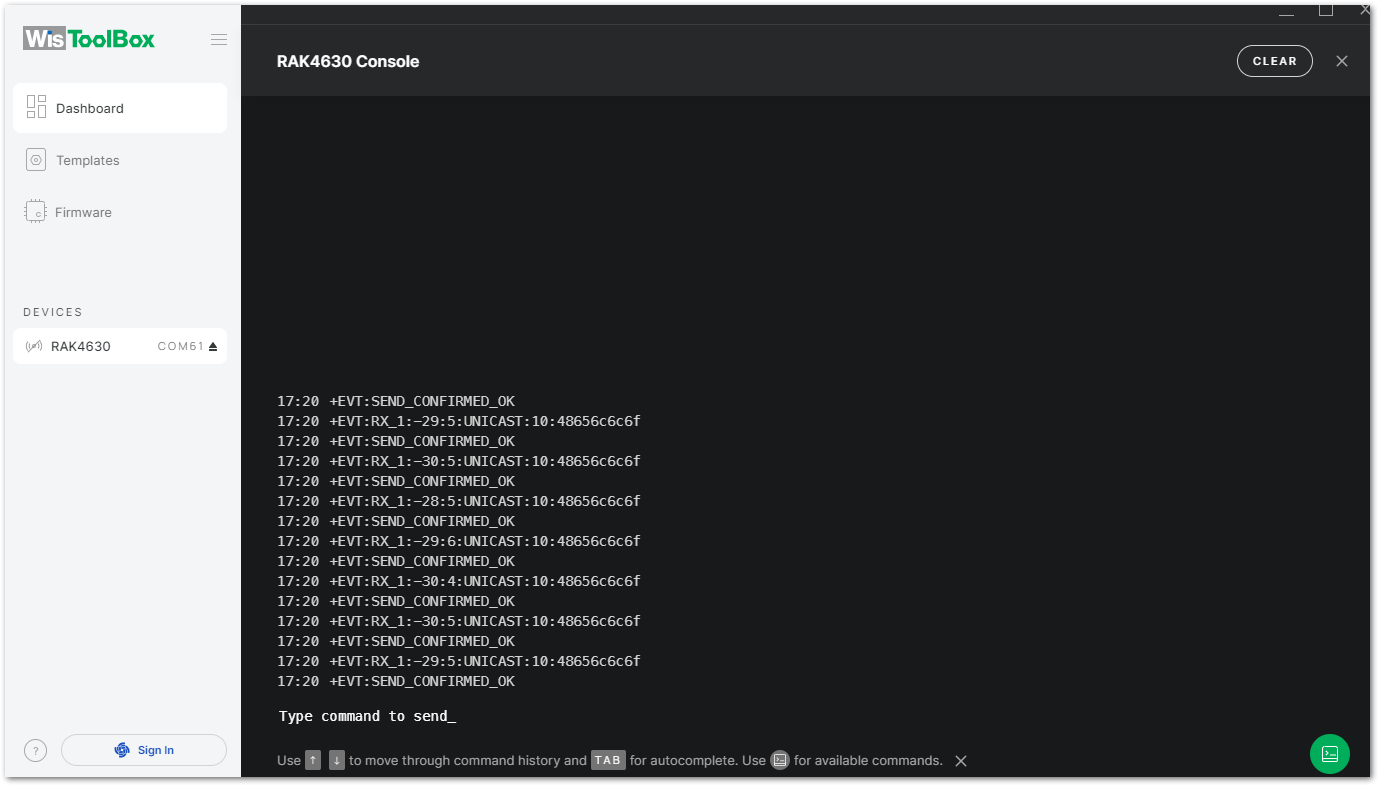 WisToolBox
Dashboard
Templates
Firmware
DEVICES
RAK4630 COM61
? Sign In
RAK4630 Console
CLEAR
17:20 +EVT:SEND_CONFIRMED_OK
17:20 +EVT:RX_1:-29:5:UNICAST:10:48656c6c6f
17:20 +EVT:SEND_CONFIRMED_OK
17:20 +EVT:RX_1:-30:5:UNICAST:10:48656c6c6f
17:20 +EVT:SEND_CONFIRMED_OK
17:20 +EVT:RX_1:-28:5:UNICAST:10:48656c6c6f
17:20 +EVT:SEND_CONFIRMED_OK
17:20 +EVT:RX_1:-29:6:UNICAST:10:48656c6c6f
17:20 +EVT:SEND_CONFIRMED_OK
17:20 +EVT:RX_1:-30:4:UNICAST:10:48656c6c6f
17:20 +EVT:SEND_CONFIRMED_OK
17:20 +EVT:RX_1:-30:5:UNICAST:10:48656c6c6f
17:20 +EVT:SEND_CONFIRMED_OK
17:20 +EVT:RX_1:-29:5:UNICAST:10:48656c6c6f
17:20 +EVT:SEND_CONFIRMED_OK
Type command to send_
Use ↑ ↓ to move through command history and TAB for autocomplete. Use for available commands.